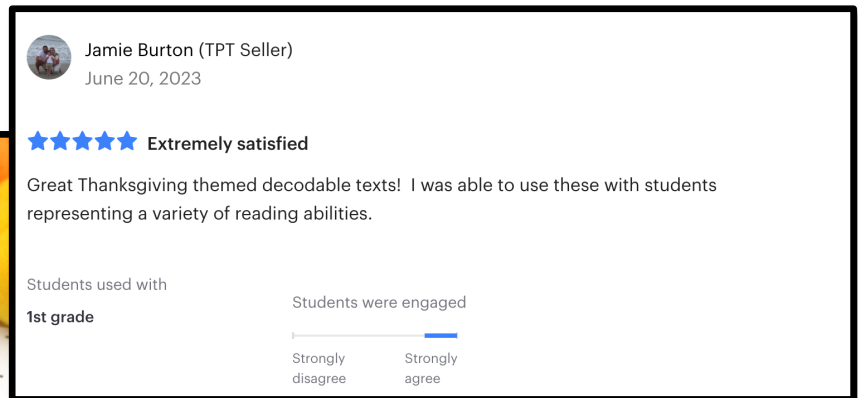 Jamie Burton (TPT Seller)
June 20, 2023
Extremely satisfied
Great Thanksgiving themed decodable texts!  I was able to use these with students
representing a variety of reading abilities.
Students used with
1st grade
Students were engaged
Strongly
disagree
Strongly
agree